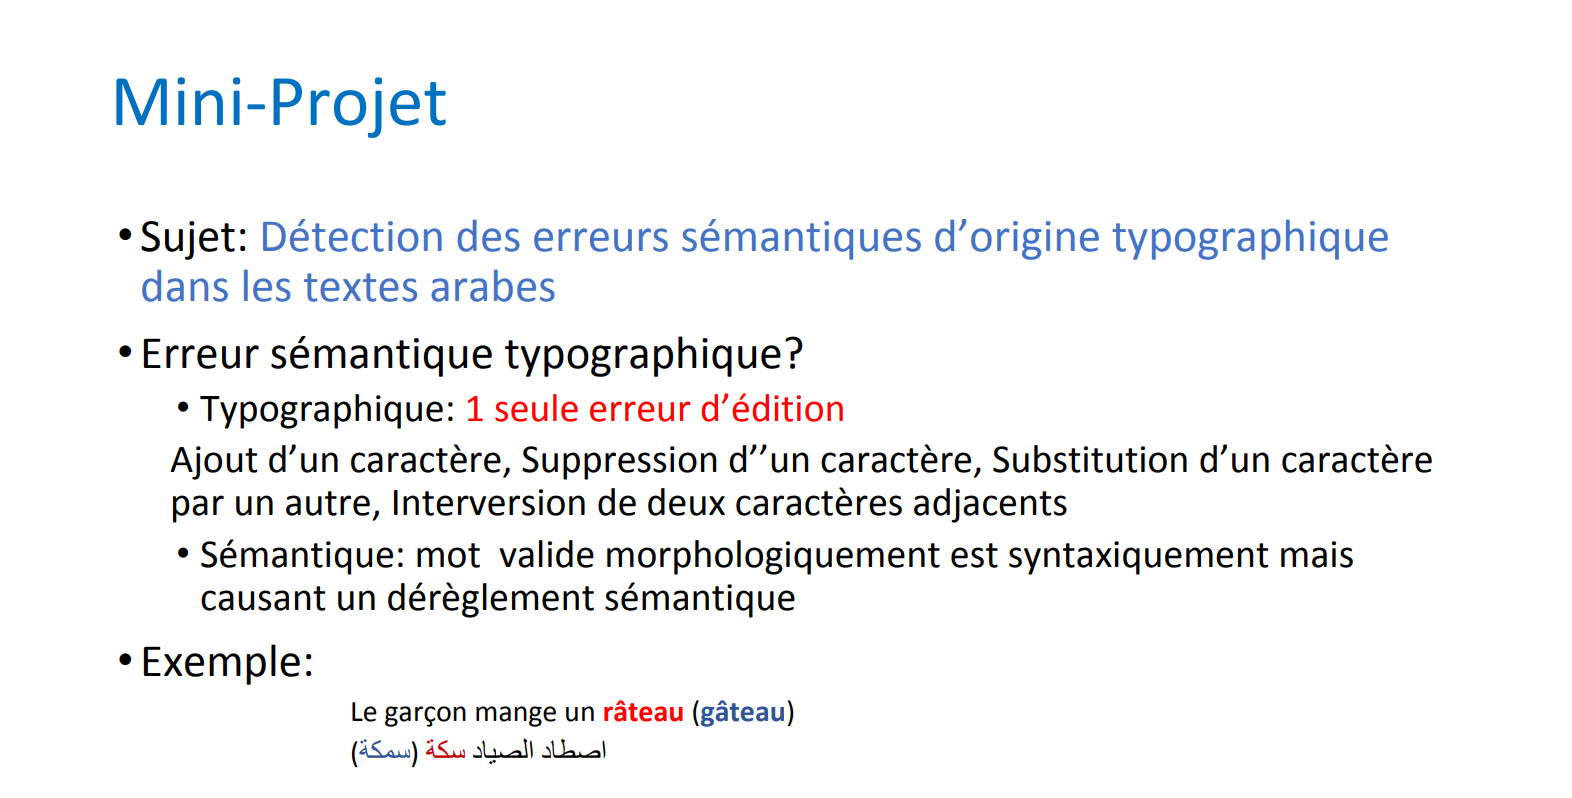 Mini-Projet
• Sujet: Détection des erreurs sémantiques d’origine typographique
dans les textes arabes
• Erreur sémantique typographique?
• Typographique: 1 seule erreur d’édition
Ajout d’un caractère, Suppression d’’un caractère, Substitution d’un caractère
par un autre, Interversion de deux caractères adjacents
• Sémantique: mot valide morphologiquement est syntaxiquement mais
causant un dérèglement sémantique
• Exemple:
Le garçon mange un râteau (gâteau)
اصطاد الصياد سكة (سمكة)